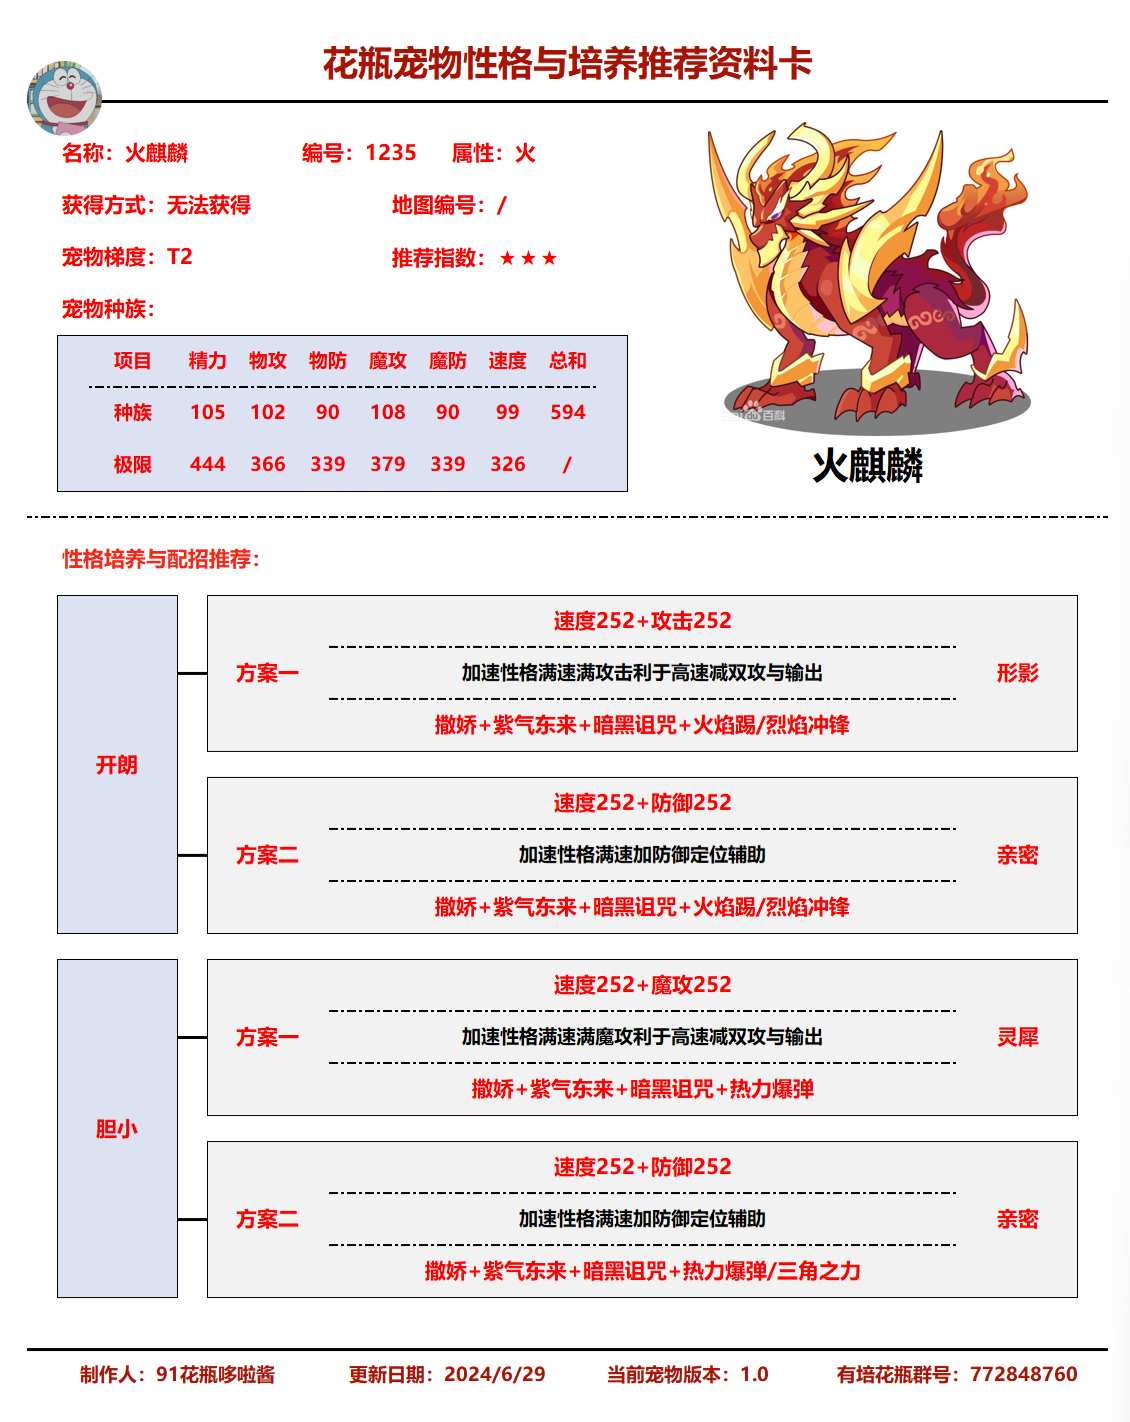 花瓶宠物性格与培养推荐资料卡
名称：火麒麟 编号：1235 属性：火
获得方式：无法获得 地图编号：/
宠物梯度：T2 推荐指数：★★★
宠物种族：
项目 精力 物攻 物防 魔攻 魔防 速度 总和
种族 105 102 90 108 90 99 594
极限 444 366 339 379 339 326 /
Baidu百科
火麒麟
性格培养与配招推荐：
开朗
方案一
速度252+攻击252
加速性格满速满攻击利于高速减双攻与输出
撒娇+紫气东来+暗黑诅咒+火焰踢/烈焰冲锋
形影
方案二
速度252+防御252
加速性格满速加防御定位辅助
撒娇+紫气东来+暗黑诅咒+火焰踢/烈焰冲锋
亲密
胆小
方案一
速度252+魔攻252
加速性格满速满魔攻利于高速减双攻与输出
撒娇+紫气东来+暗黑诅咒+热力爆弹
灵犀
方案二
速度252+防御252
加速性格满速加防御定位辅助
撒娇+紫气东来+暗黑诅咒+热力爆弹/三角之力
亲密
制作人：91花瓶哆啦酱 更新日期：2024/6/29 当前宠物版本：1.0 有培花瓶群号：772848760